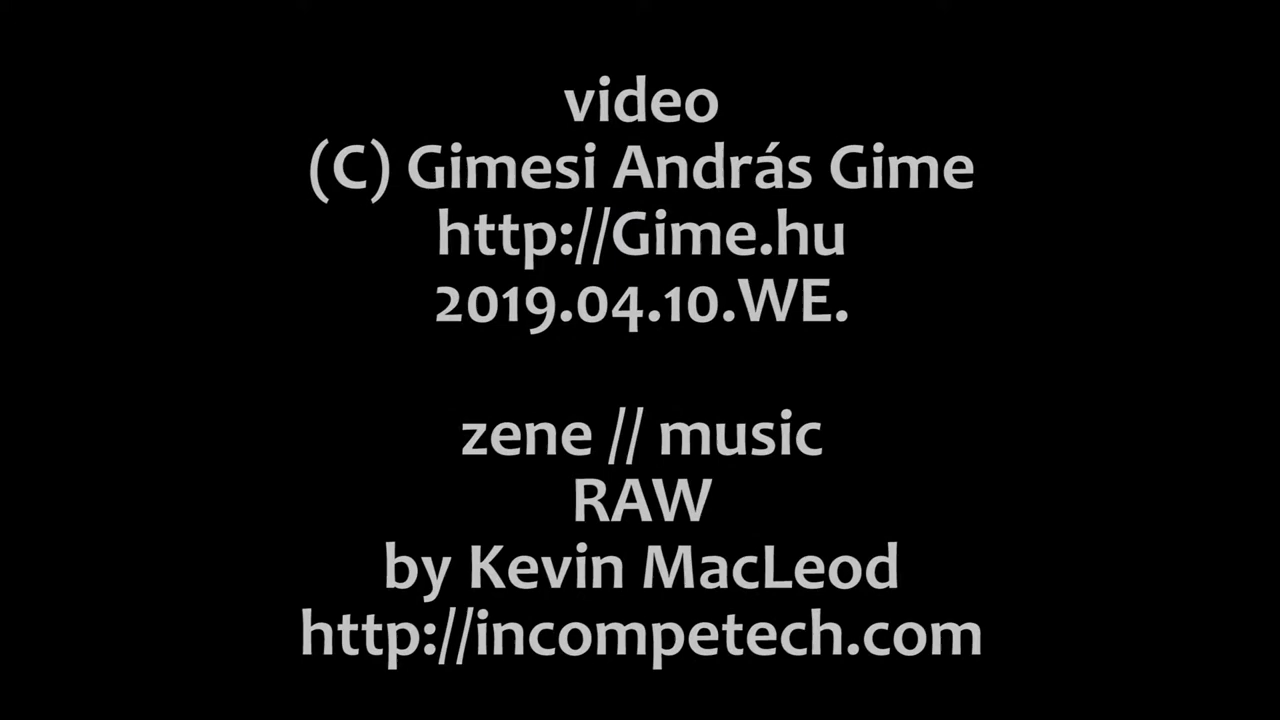 video
(C) Gimesi András Gime
http://Gime.hu
2019.04.10.WE.
zene // music
RAW
by Kevin MacLeod
http://incompetech.com